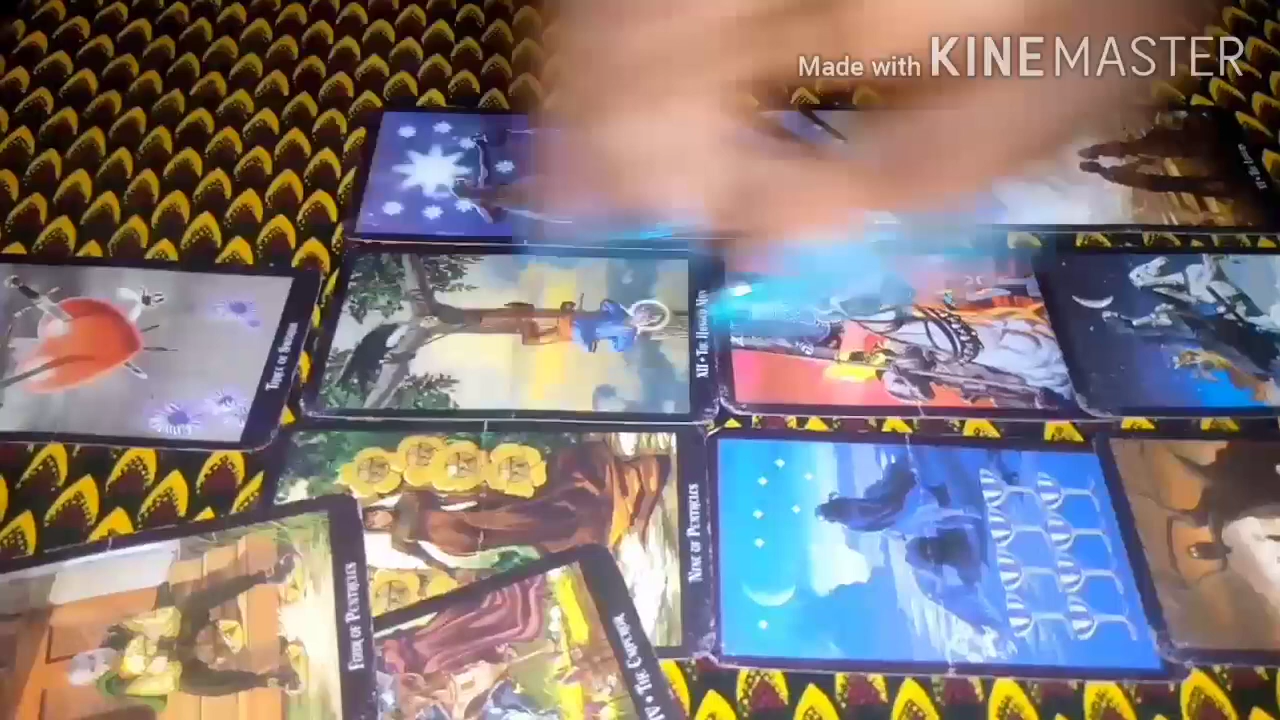 Made with KINEMASTER
THREE OF SWORDS
XII • THE HANGED MAN
NINE OF PENTACLES
FOUR OF PENTACLES
IV • THE EMPEROR